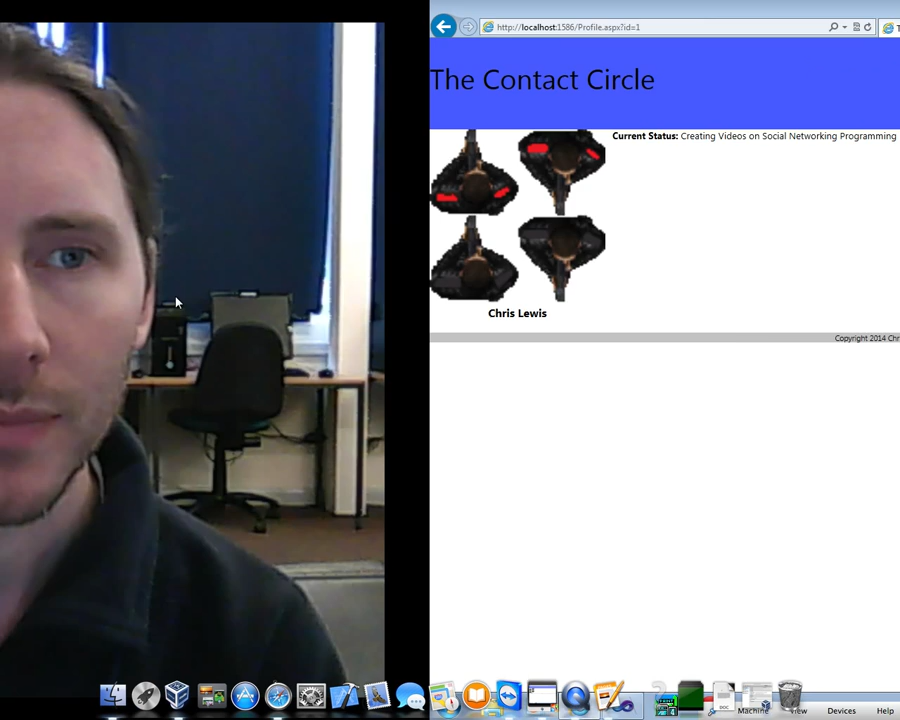 http://localhost:1586/Profile.aspx?id=1
The Contact Circle
Current Status: Creating Videos on Social Networking Programming
Chris Lewis
Copyright 2014 Chr
Machine View Devices Help